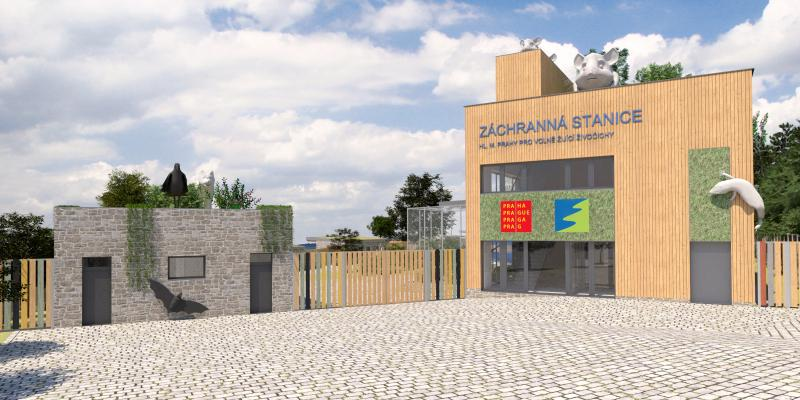 ZÁCHRANNÁ STANICE
HL. M. PRAHY PRO VOLNĚ ŽIJÍCÍ ŽIVOČICHY
PRA HA
PRA GUE
PRA GA
PRA G